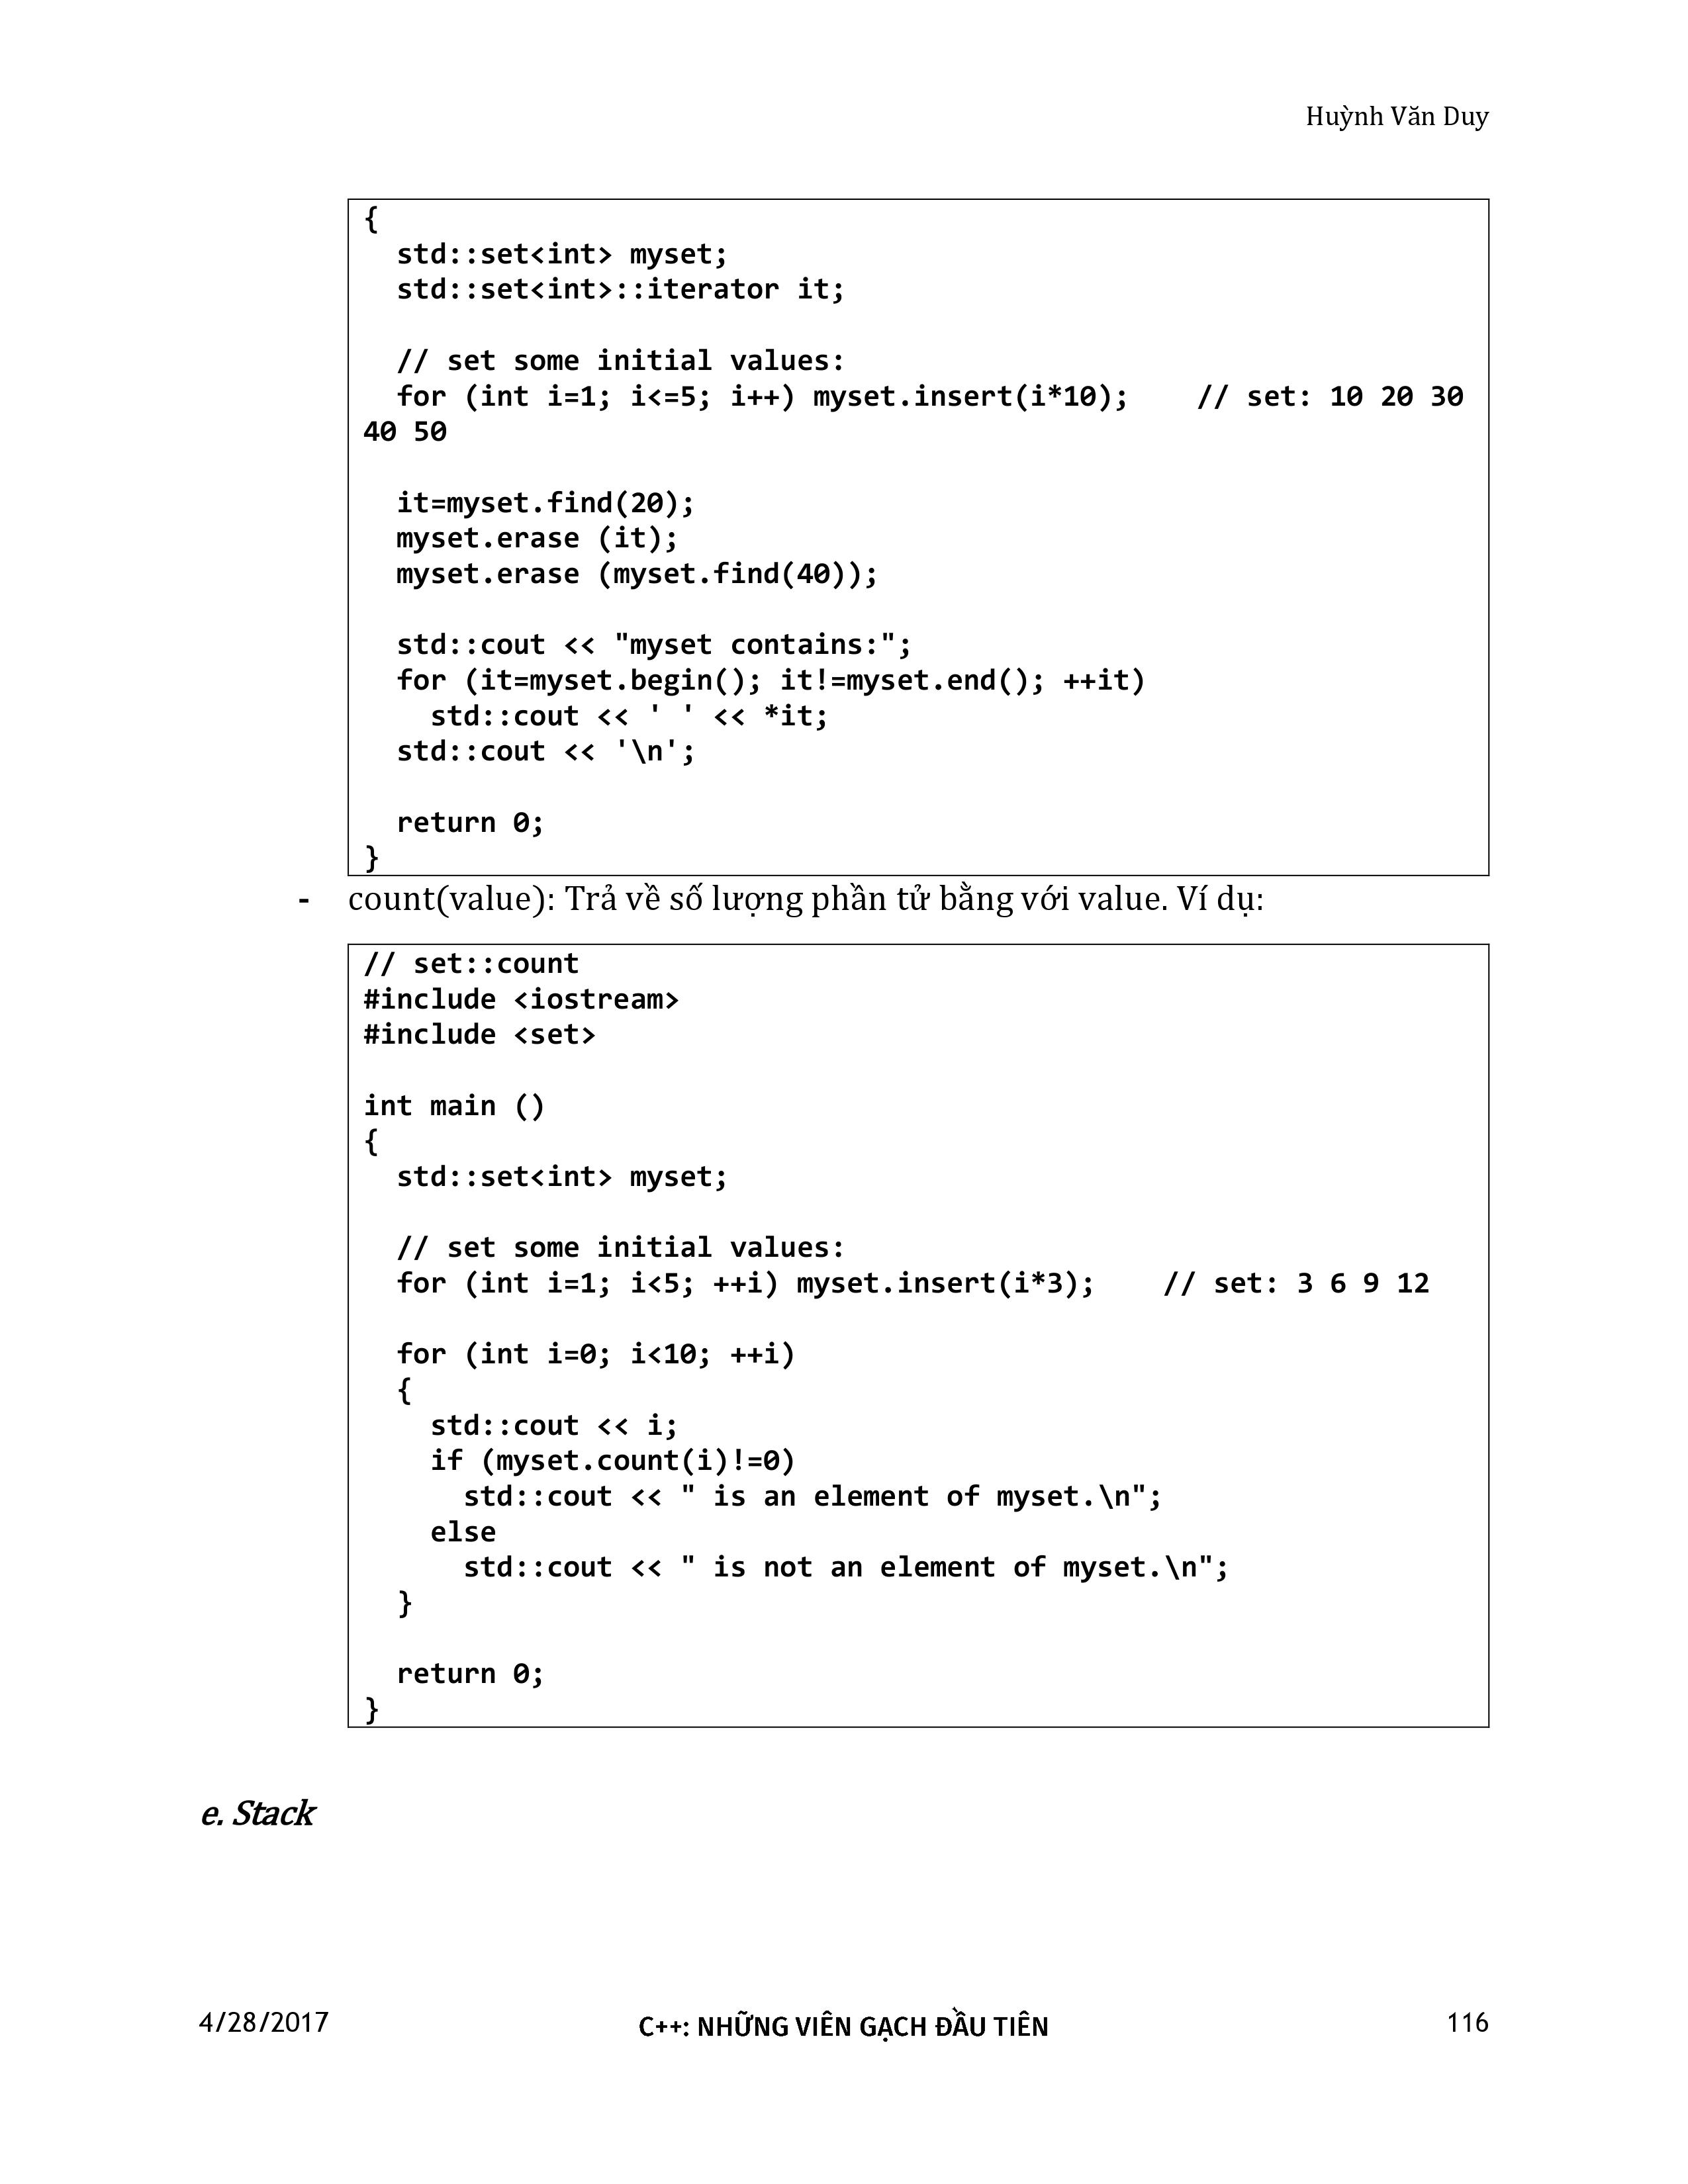 Huỳnh Văn Duy
{
  std::set<int> myset;
  std::set<int>::iterator it;

  // set some initial values:
  for (int i=1; i<=5; i++) myset.insert(i*10);    // set: 10 20 30
40 50

  it=myset.find(20);
  myset.erase (it);
  myset.erase (myset.find(40));

  std::cout << "myset contains:";
  for (it=myset.begin(); it!=myset.end(); ++it)
    std::cout << ' ' << *it;
  std::cout << '\n';

  return 0;
}
- count(value): Trả về số lượng phần tử bằng với value. Ví dụ:
// set::count
#include <iostream>
#include <set>

int main ()
{
  std::set<int> myset;

  // set some initial values:
  for (int i=1; i<5; ++i) myset.insert(i*3);    // set: 3 6 9 12

  for (int i=0; i<10; ++i)
  {
    std::cout << i;
    if (myset.count(i)!=0)
      std::cout << " is an element of myset.\n";
    else
      std::cout << " is not an element of myset.\n";
  }

  return 0;
}
e. Stack
4/28/2017 C++: NHỮNG VIÊN GẠCH ĐẦU TIÊN 116